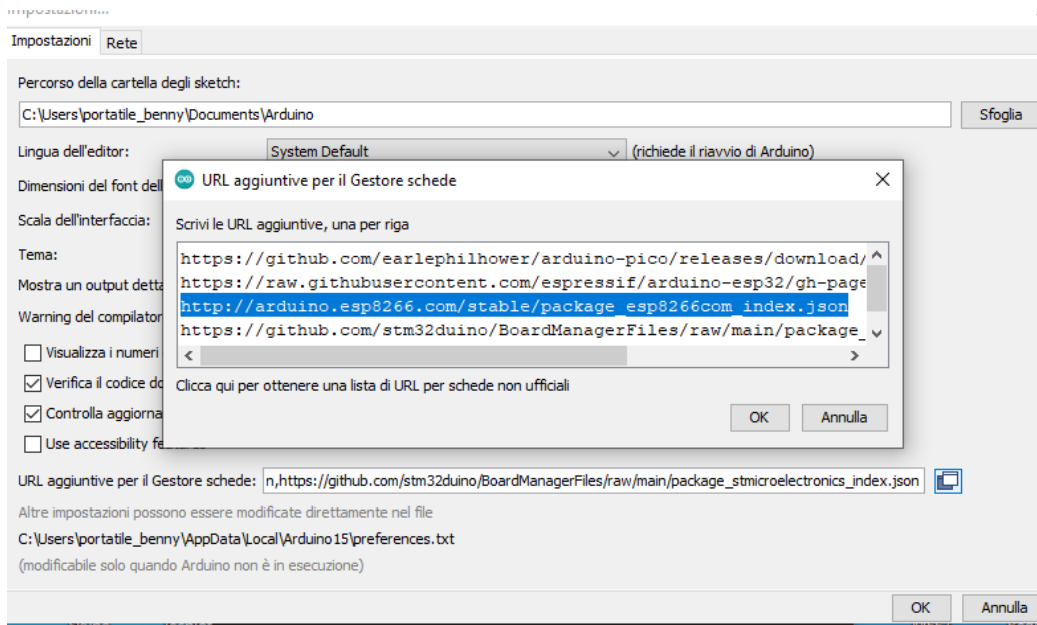 Impostazioni...
Impostazioni Rete
Percorso della cartella degli sketch:
C:\Users\portatile_benny\Documents\Arduino Sfoglia
Lingua dell'editor: System Default (richiede il riavvio di Arduino)
URL aggiuntive per il Gestore schede
Dimensioni del font dell
Scala dell'interfaccia:
Scrivi le URL aggiuntive, una per riga
Tema:
https://github.com/earlephilhower/arduino-pico/releases/download/
Mostra un output detta
https://raw.githubusercontent.com/espressif/arduino-esp32/gh-page
http://arduino.esp8266.com/stable/package_esp8266com_index.json
Warning del compilator
https://github.com/stm32duino/BoardManagerFiles/raw/main/package_
Visualizza i numeri
Verifica il codice do
Clicca qui per ottenere una lista di URL per schede non ufficiali
Controlla aggiorna
OK Annulla
Use accessibility
URL aggiuntive per il Gestore schede: n,https://github.com/stm32duino/BoardManagerFiles/raw/main/package_stmicroelectronics_index.json
Altre impostazioni possono essere modificate direttamente nel file
C:\Users\portatile_benny\AppData\Local\Arduino15\preferences.txt
(modificabile solo quando Arduino non è in esecuzione)
OK Annulla